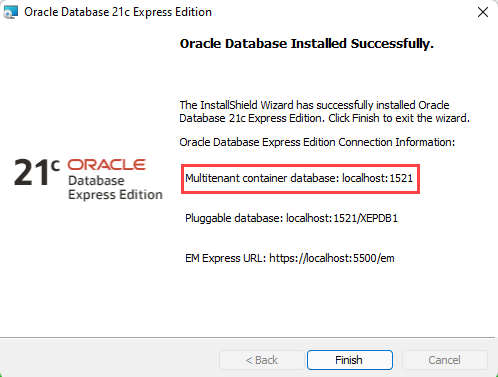 Oracle Database 21c Express Edition
Oracle Database Installed Successfully.
The InstallShield Wizard has successfully installed Oracle
Database 21c Express Edition. Click Finish to exit the wizard.
Oracle Database Express Edition Connection Information:
21c ORACLE
Database
Express Edition
Multitenant container database: localhost:1521
Pluggable database: localhost:1521/XEPDB1
EM Express URL: https://localhost:5500/em
< Back
Finish
Cancel